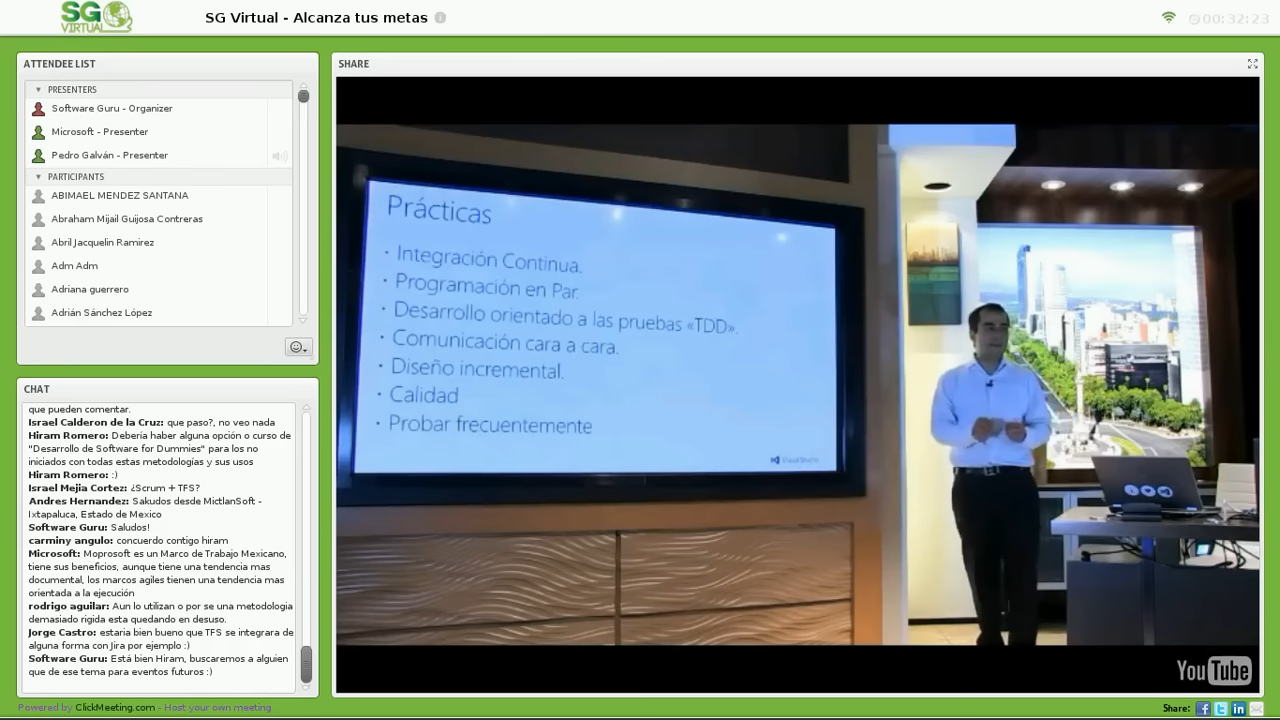 SG
VIRTUAL
SG Virtual - Alcanza tus metas
00:32:23
ATTENDEE LIST
PRESENTERS
Software Guru - Organizer
Microsoft - Presenter
Pedro Galván - Presenter
PARTICIPANTS
ABIMAEL MENDEZ SANTANA
Abraham Mijail Guijosa Contreras
Abril Jacquelin Ramirez
Adm Adm
Adriana guerrero
Adrián Sánchez López
CHAT
que pueden comentar.
Israel Calderon de la Cruz: que paso?, no veo nada
Hiram Romero: Debería haber alguna opción o curso de
"Desarrollo de Software for Dummies" para los no
iniciados con todas estas metodologías y sus usos
Hiram Romero: :)
Israel Mejia Cortez: ¿Scrum + TFS?
Andres Hernandez: Sakudos desde MictlanSoft -
Ixtapaluca, Estado de Mexico
Software Guru: Saludos!
carminy angulo: concuerdo contigo hiram
Microsoft: Moprosoft es un Marco de Trabajo Mexicano,
tiene sus beneficios, aunque tiene una tendencia mas
documental, los marcos agiles tienen una tendencia mas
orientada a la ejecución
rodrigo aguilar: Aun lo utilizan o por se una metodologia
demasiado rigida esta quedando en desuso.
Jorge Castro: estaria bien bueno que TFS se integrara de
alguna forma con Jira por ejemplo :)
Software Guru: Está bien Hiram, buscaremos a alguien
que de ese tema para eventos futuros :)
SHARE
Prácticas
· Integración Continua.
· Programación en Par.
· Desarrollo orientado a las pruebas «TDD».
· Comunicación cara a cara.
· Diseño incremental.
· Calidad
· Probar frecuentemente
Visual Studio
YouTube
Powered by ClickMeeting.com - Host your own meeting
Share: